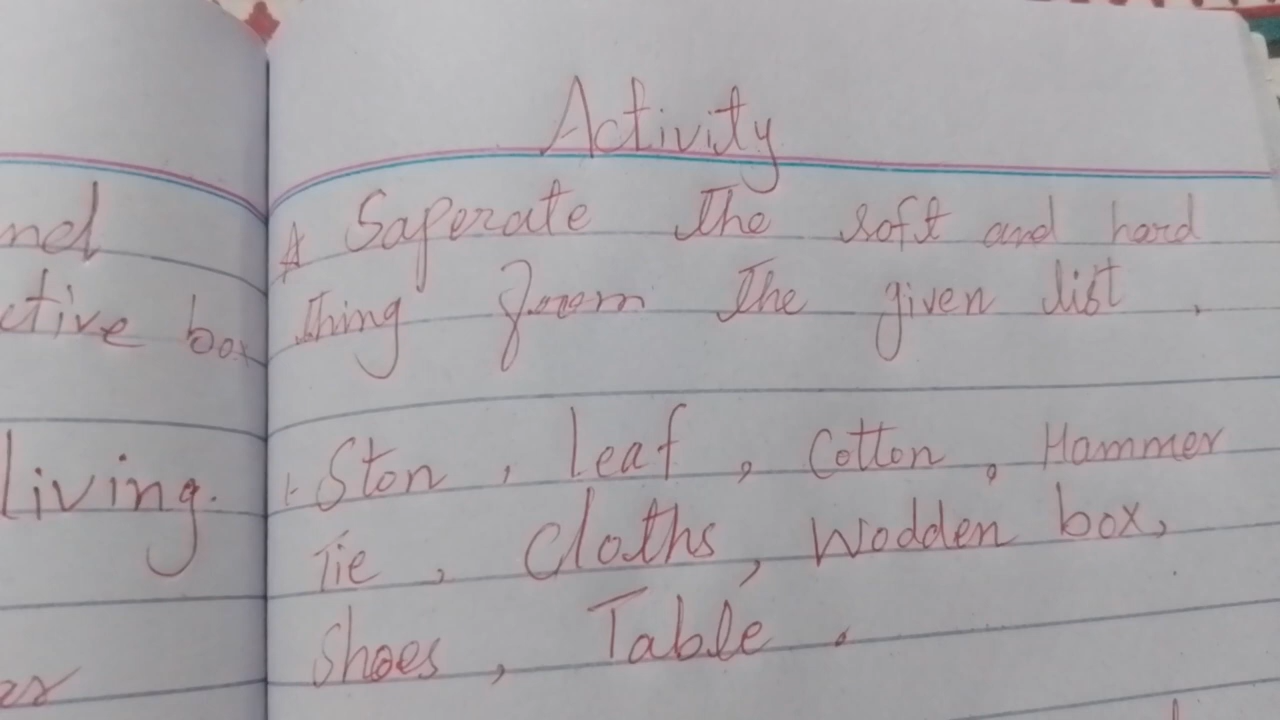 nd
ctive box
living.
Activity
A Saperate The soft and hard
Thing from The given list .
1. Ston , leaf , Cotton , Hammer
Tie , Cloths , Wodden box,
Shoes , Table .